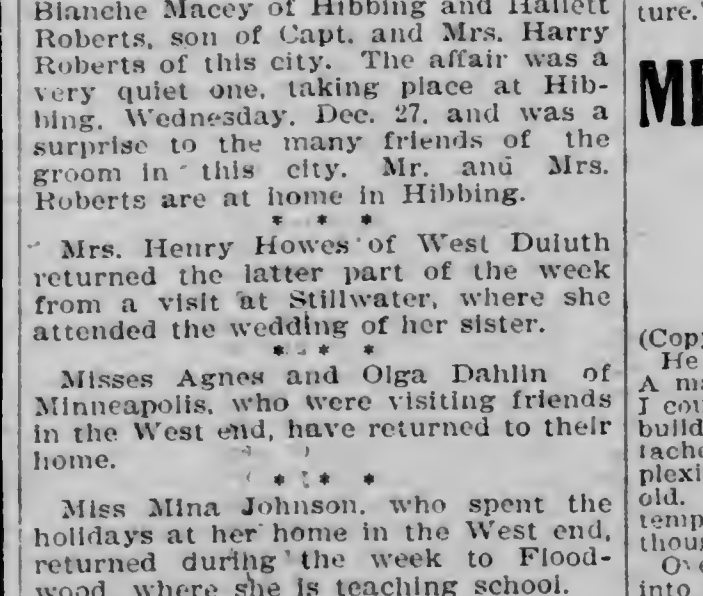 Blanche Macey of Hibbing and Hallett
Roberts, son of Capt. and Mrs. Harry
Roberts of this city. The affair was a
very quiet one, taking place at Hib-
bing, Wednesday, Dec. 27, and was a
surprise to the many friends of the
groom in this city. Mr. and Mrs.
Roberts are at home in Hibbing.
* * *
Mrs. Henry Howes of West Duluth
returned the latter part of the week
from a visit at Stillwater, where she
attended the wedding of her sister.
* * *
Misses Agnes and Olga Dahlin of
Minneapolis, who were visiting friends
in the West end, have returned to their
home.
* * *
Miss Mina Johnson, who spent the
holidays at her home in the West end,
returned during the week to Flood-
wood, where she is teaching school.
ture.
(Cop
He
A
I
build
old.
into